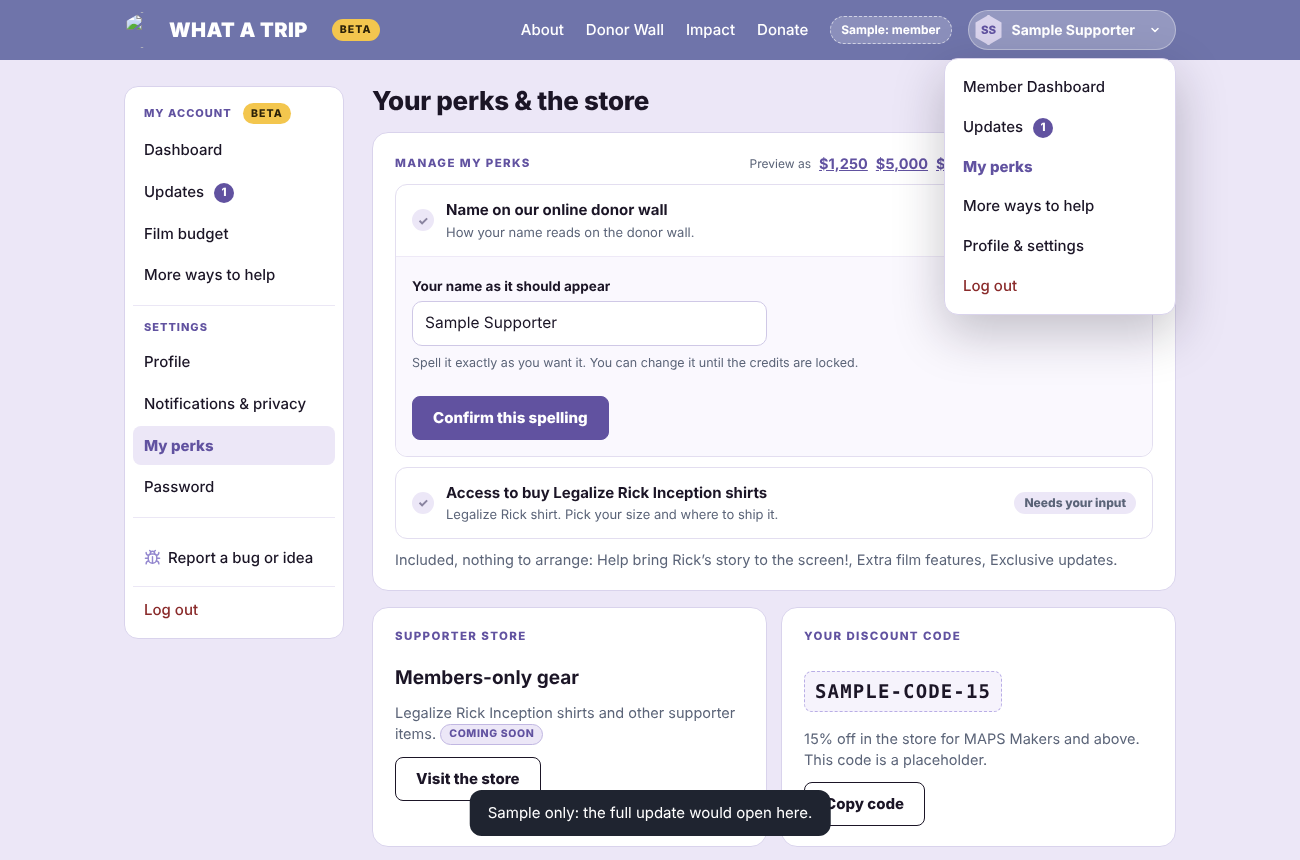 WHAT A TRIP BETA
About Donor Wall Impact Donate Sample: member SS Sample Supporter
Member Dashboard
Updates 1
My perks
More ways to help
Profile & settings
Log out
MY ACCOUNT BETA
Dashboard
Updates 1
Film budget
More ways to help
SETTINGS
Profile
Notifications & privacy
My perks
Password
Report a bug or idea
Log out
Your perks & the store
MANAGE MY PERKS
Preview as $1,250 $5,000 $
Name on our online donor wall
How your name reads on the donor wall.
Your name as it should appear
Sample Supporter
Spell it exactly as you want it. You can change it until the credits are locked.
Confirm this spelling
Access to buy Legalize Rick Inception shirts
Legalize Rick shirt. Pick your size and where to ship it.
Needs your input
Included, nothing to arrange: Help bring Rick’s story to the screen!, Extra film features, Exclusive updates.
SUPPORTER STORE
Members-only gear
Legalize Rick Inception shirts and other supporter
items. COMING SOON
Visit the store
YOUR DISCOUNT CODE
SAMPLE-CODE-15
15% off in the store for MAPS Makers and above.
This code is a placeholder.
Copy code
Sample only: the full update would open here.